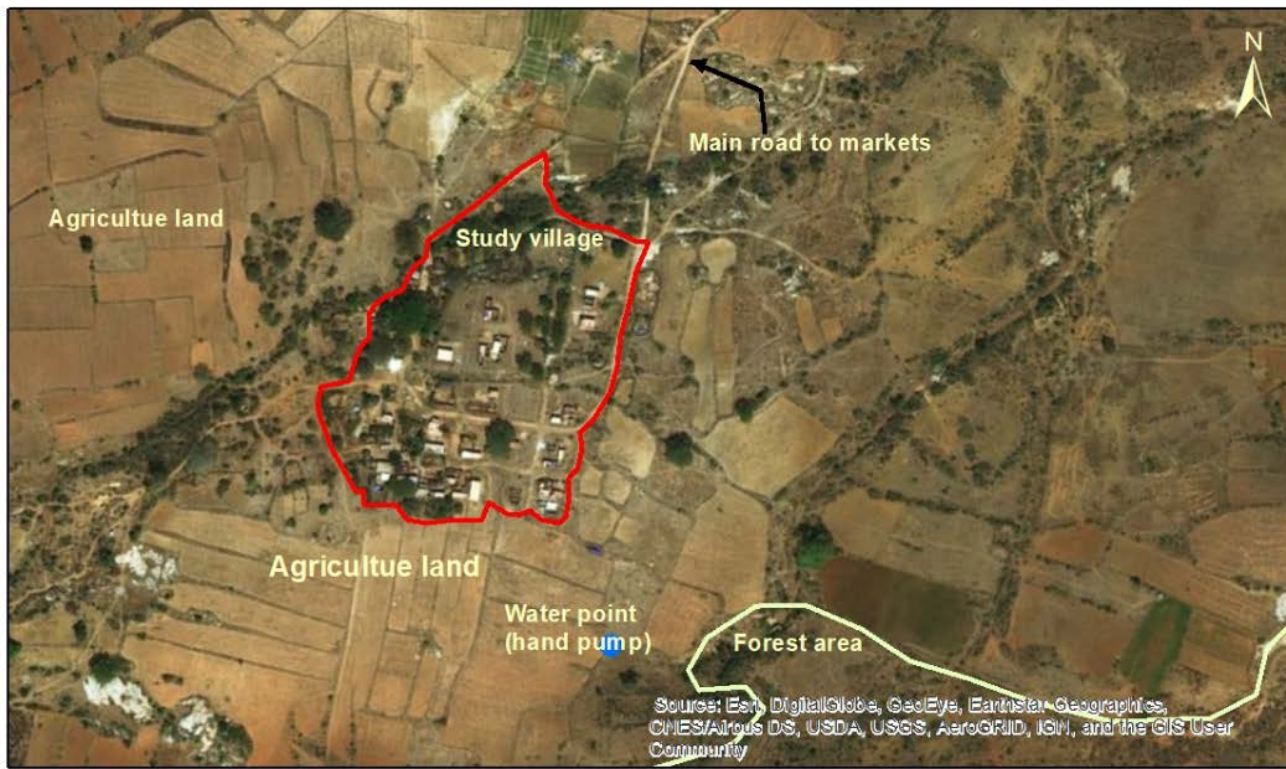 N
Main road to markets
Agricultue land
Study village
Agricultue land
Water point
(hand pump)
Forest area
Source: Esri, DigitalGlobe, GeoEye, Earthstar Geographics,
CNES/Airbus DS, USDA, USGS, AeroGRID, IGN, and the GIS User
Community